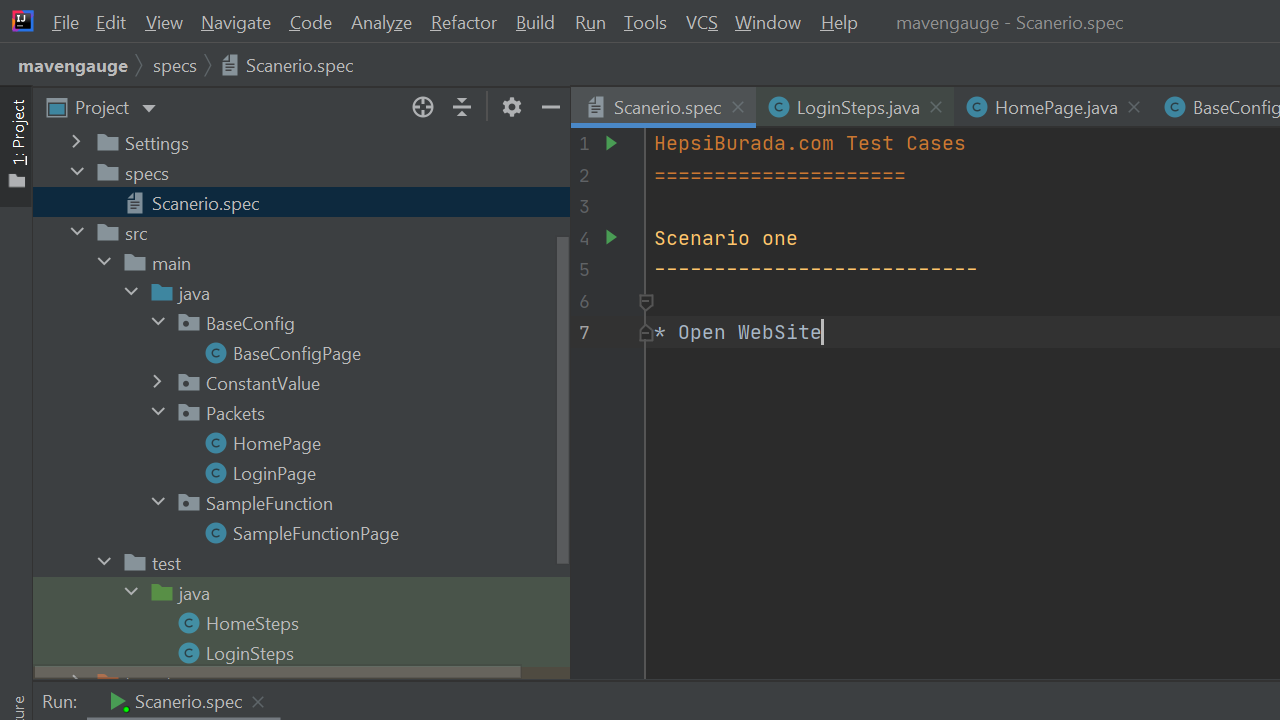 File Edit View Navigate Code Analyze Refactor Build Run Tools VCS Window Help mavengauge - Scanerio.spec
mavengauge specs Scanerio.spec
1: Project
Project
Settings
specs
Scanerio.spec
src
main
java
BaseConfig
BaseConfigPage
ConstantValue
Packets
HomePage
LoginPage
SampleFunction
SampleFunctionPage
test
java
HomeSteps
LoginSteps
Scanerio.spec LoginSteps.java HomePage.java BaseConfig
1 HepsiBurada.com Test Cases
2 =====================
3
4 Scenario one
5 ---------------------------
6
7 * Open WebSite
Run: Scanerio.spec